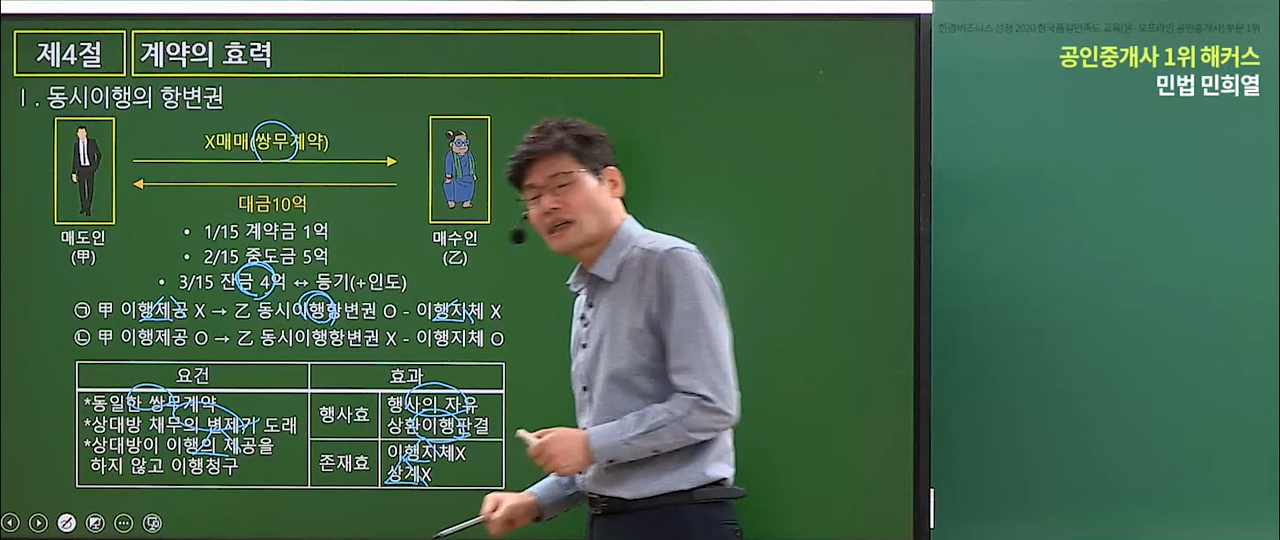 한경비즈니스 선정 2020 한국품질만족도 교육(온·오프라인 공인중개사) 부문 1위
공인중개사 1위 해커스
민법 민희열
제4절 계약의 효력
Ⅰ. 동시이행의 항변권
X매매(쌍무계약)
대금10억
매도인
(甲)
매수인
(乙)
• 1/15 계약금 1억
• 2/15 중도금 5억
• 3/15 잔금 4억 ↔ 등기(+인도)
㉠ 甲 이행제공 X → 乙 동시이행항변권 O - 이행지체 X
㉡ 甲 이행제공 O → 乙 동시이행항변권 X - 이행지체 O
요건 효과
*동일한 쌍무계약
*상대방 채무의 변제기 도래
*상대방이 이행의 제공을
하지 않고 이행청구
행사효
행사의 자유
상환이행판결
존재효
이행지체X
상계X